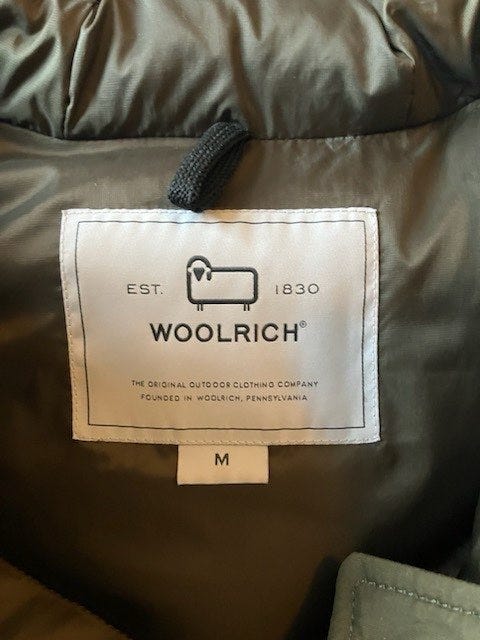 EST. 1830
WOOLRICH®
THE ORIGINAL OUTDOOR CLOTHING COMPANY
FOUNDED IN WOOLRICH, PENNSYLVANIA
M